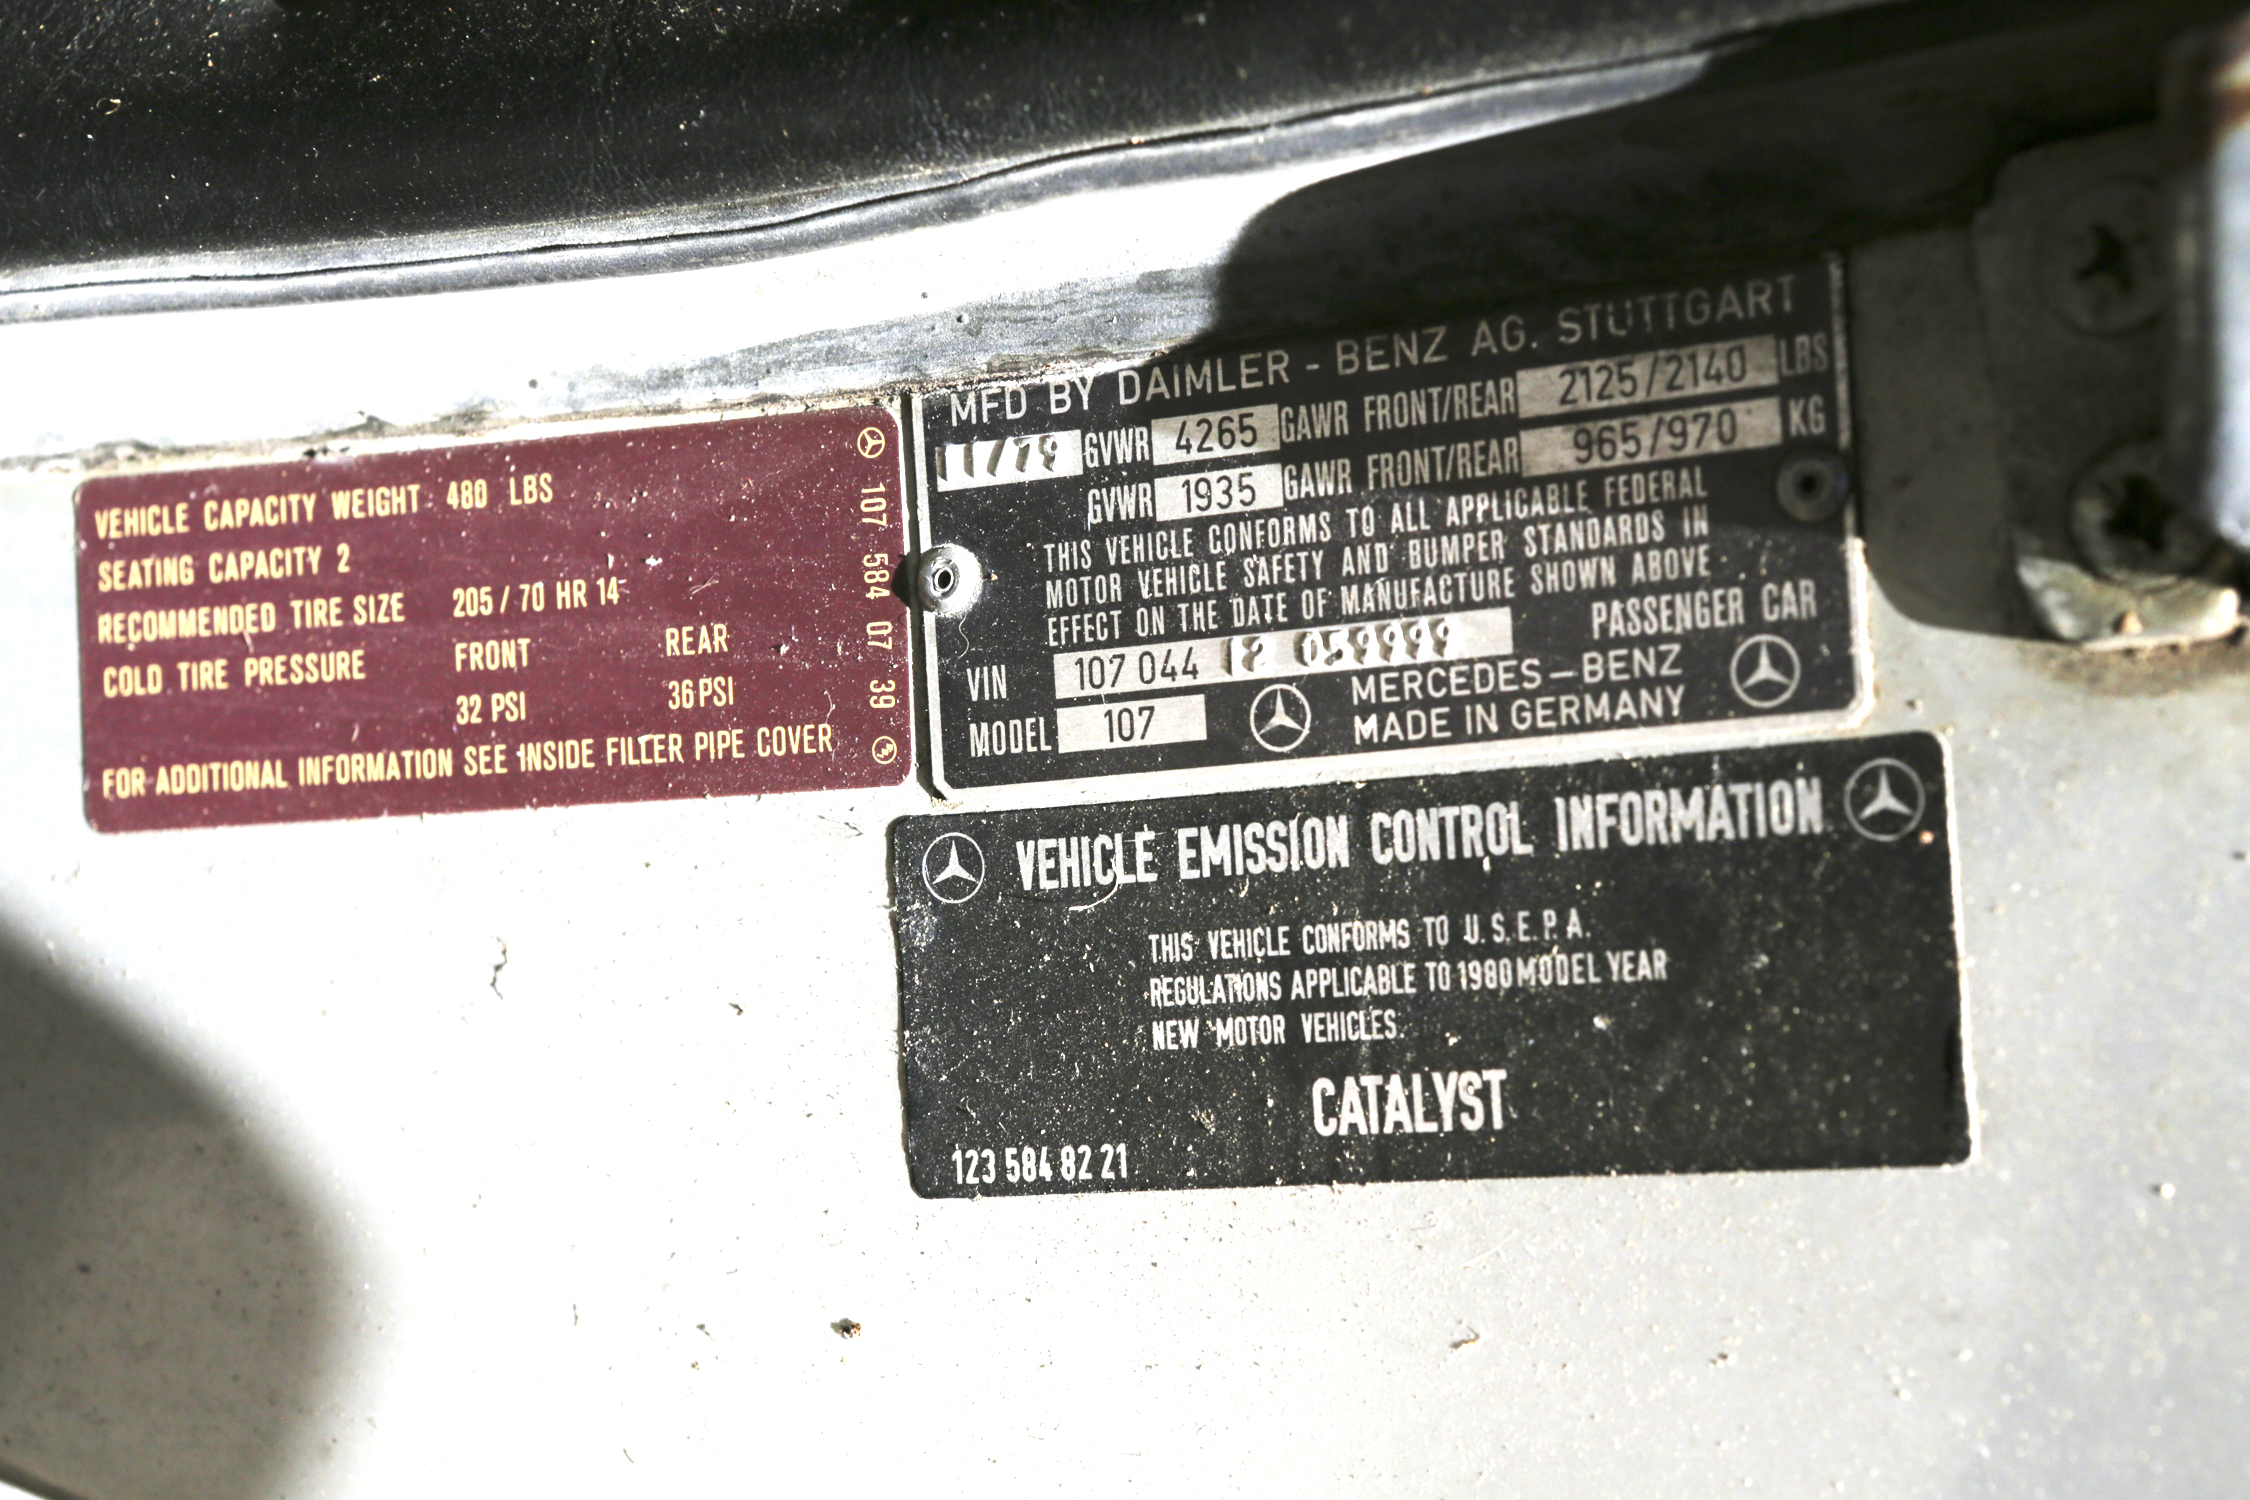 VEHICLE CAPACITY WEIGHT 480 LBS
SEATING CAPACITY 2
RECOMMENDED TIRE SIZE 205 / 70 HR 14
COLD TIRE PRESSURE FRONT REAR
32 PSI 36 PSI
FOR ADDITIONAL INFORMATION SEE INSIDE FILLER PIPE COVER
107 584 07 39
MFD BY DAIMLER - BENZ AG. STUTTGART
11/79 GVWR 4265 GAWR FRONT/REAR 2125/2140 LBS
GVWR 1935 GAWR FRONT/REAR 965/970 KG
THIS VEHICLE CONFORMS TO ALL APPLICABLE FEDERAL
MOTOR VEHICLE SAFETY AND BUMPER STANDARDS IN
EFFECT ON THE DATE OF MANUFACTURE SHOWN ABOVE
PASSENGER CAR
VIN 107 044 12 059999
MODEL 107
MERCEDES-BENZ
MADE IN GERMANY
VEHICLE EMISSION CONTROL INFORMATION
THIS VEHICLE CONFORMS TO U.S.E.P.A.
REGULATIONS APPLICABLE TO 1980 MODEL YEAR
NEW MOTOR VEHICLES.
CATALYST
123 584 82 21